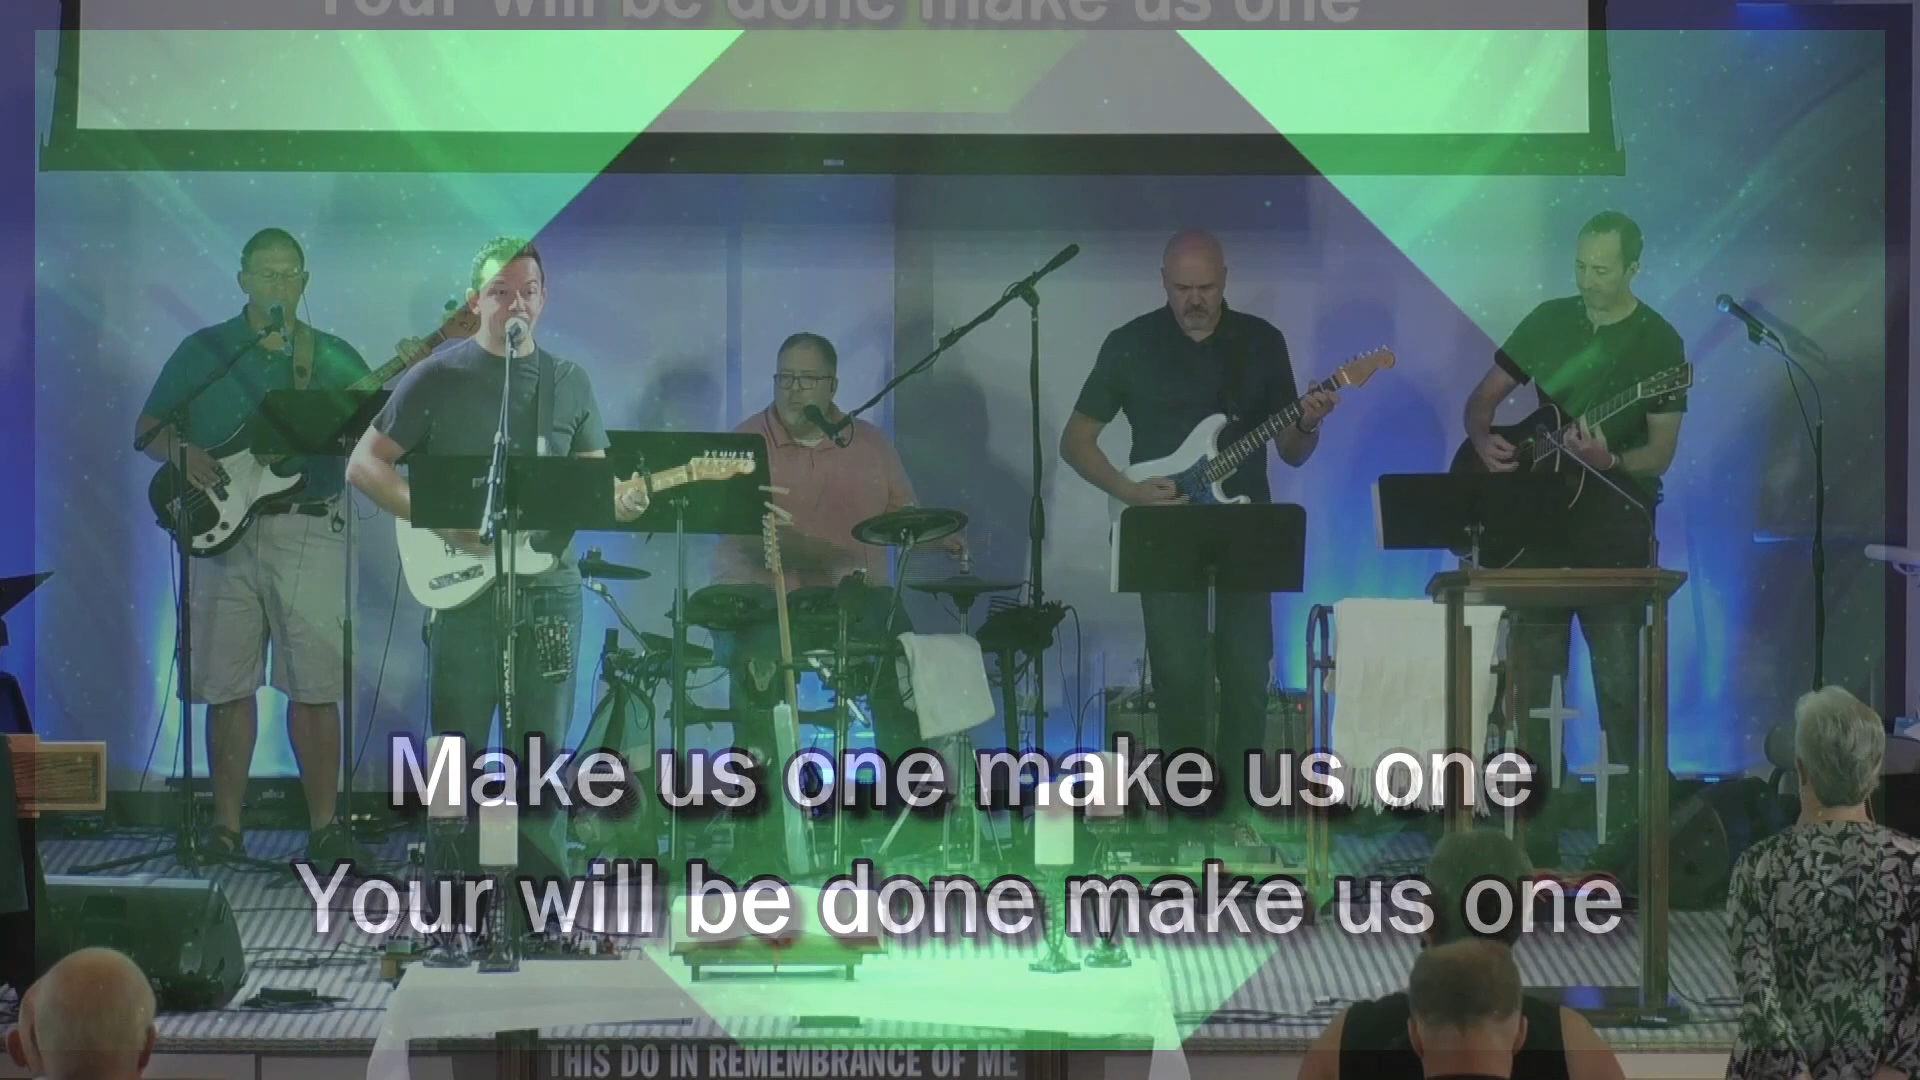 Your will be done make us one
ULTIMATE
Make us one make us one
Your will be done make us one
THIS DO IN REMEMBRANCE OF ME